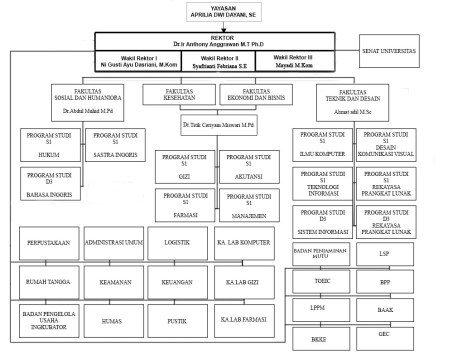 YAYASAN
APRILIA DWI DAYANI, SE
REKTOR
Dr.Ir Anthony Anggrawan M.T Ph.D
Wakil Rektor I
Ni Gusti Ayu Dasriani, M.Kom
Wakil Rektor II
Syafrianti Febriana S.E
Wakil Rektor III
Mayadi M.Kom
SENAT UNIVERSITAS
FAKULTAS
SOSIAL DAN HUMANIORA
Dr.Abdul Muhid M.Pd
FAKULTAS
KESEHATAN
FAKULTAS
EKONOMI DAN BISNIS
Dr.Titik Ceriyani Miswari M.Pd
FAKULTAS
TEKNIK DAN DESAIN
Ahmat adil M.Sc
PROGRAM STUDI
S1
HUKUM
PROGRAM STUDI
S1
SASTRA INGGRIS
PROGRAM STUDI
D3
BAHASA INGGRIS
PROGRAM STUDI
S1
GIZI
PROGRAM STUDI
S1
AKUTANSI
PROGRAM STUDI
S1
FARMASI
PROGRAM STUDI
S1
MANAJEMEN
PROGRAM STUDI
S1
ILMU KOMPUTER
PROGRAM STUDI
S1
DESAIN
KOMUNIKASI VISUAL
PROGRAM STUDI
S1
TEKNOLOGI
INFORMASI
PROGRAM STUDI
S1
REKAYASA
PRANGKAT LUNAK
PROGRAM STUDI
D3
SISTEM INFORMASI
PROGRAM STUDI
D3
REKAYASA
PRANGKAT LUNAK
PERPUSTAKAAN
ADMINISTRASI UMUM
LOGISTIK
KA. LAB KOMPUTER
RUMAH TANGGA
KEAMANAN
KEUANGAN
KA.LAB GIZI
BADAN PENGELOLA
USAHA
INGKUBATOR
HUMAS
PUSTIK
KA.LAB FARMASI
BADAN PENJAMINAN
MUTU
LSP
TOEIC
BPP
LPPM
BAAK
BKKE
GEC